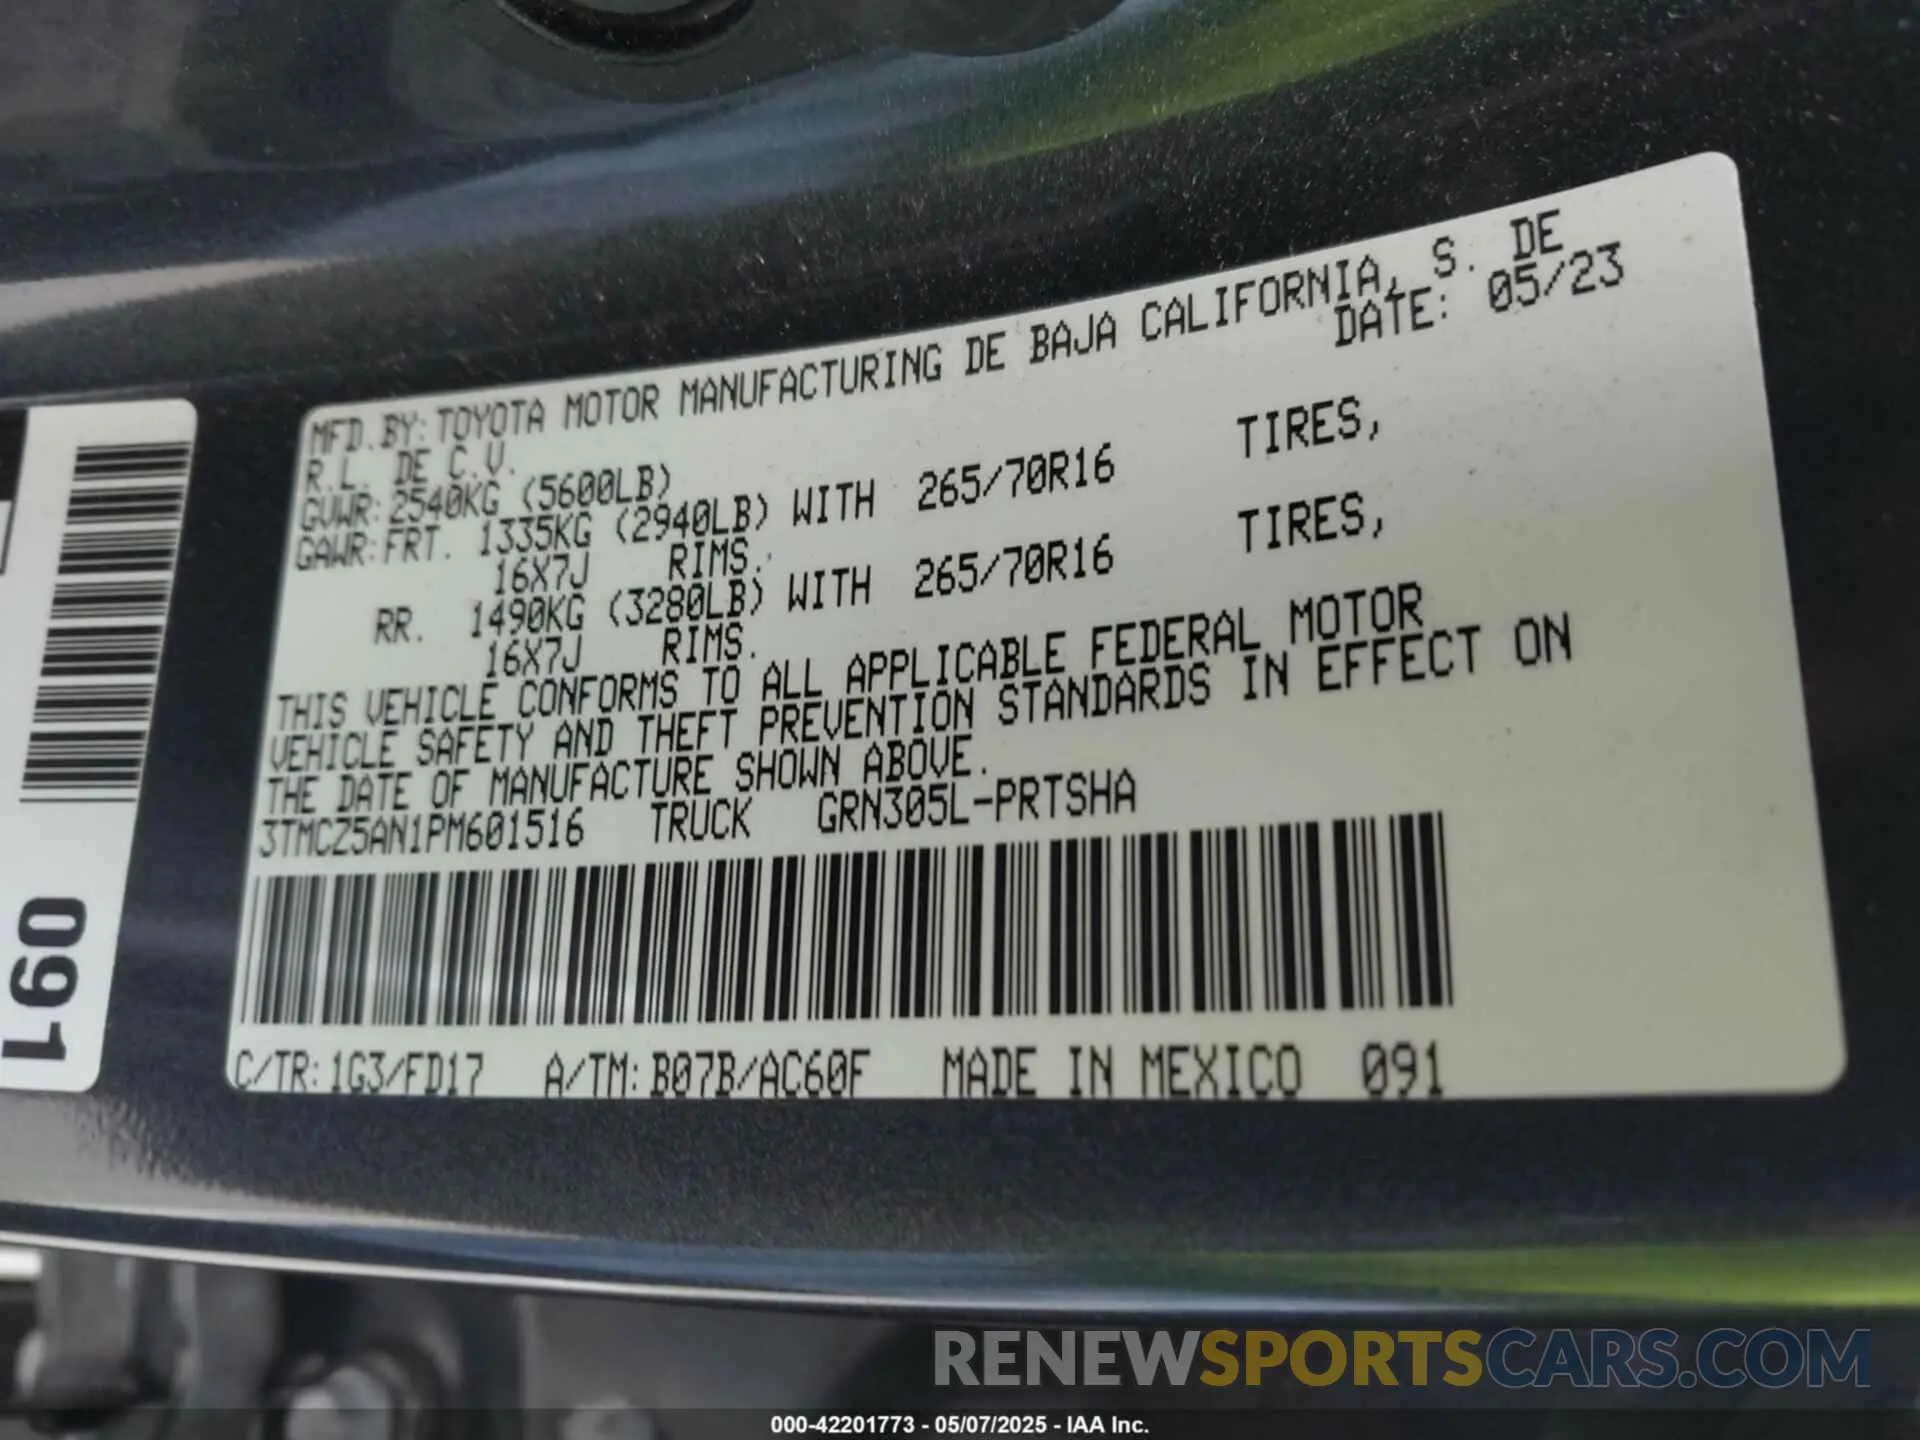 MFD. BY: TOYOTA MOTOR MANUFACTURING DE BAJA CALIFORNIA, S. DE
R.L. DE C.V. DATE: 05/23
GVWR: 2540KG (5600LB)
GAWR: FRT. 1335KG (2940LB) WITH 265/70R16 TIRES,
16X7J RIMS.
RR. 1490KG (3280LB) WITH 265/70R16 TIRES,
16X7J RIMS.
THIS VEHICLE CONFORMS TO ALL APPLICABLE FEDERAL MOTOR
VEHICLE SAFETY AND THEFT PREVENTION STANDARDS IN EFFECT ON
THE DATE OF MANUFACTURE SHOWN ABOVE.
3TMCZ5AN1PM601516 TRUCK GRN305L-PRTSHA
C/TR: 1G3/FD17 A/TM: B07B/AC60F MADE IN MEXICO 091
091
RENEWSPORTSCARS.COM
000-42201773 - 05/07/2025 - IAA Inc.